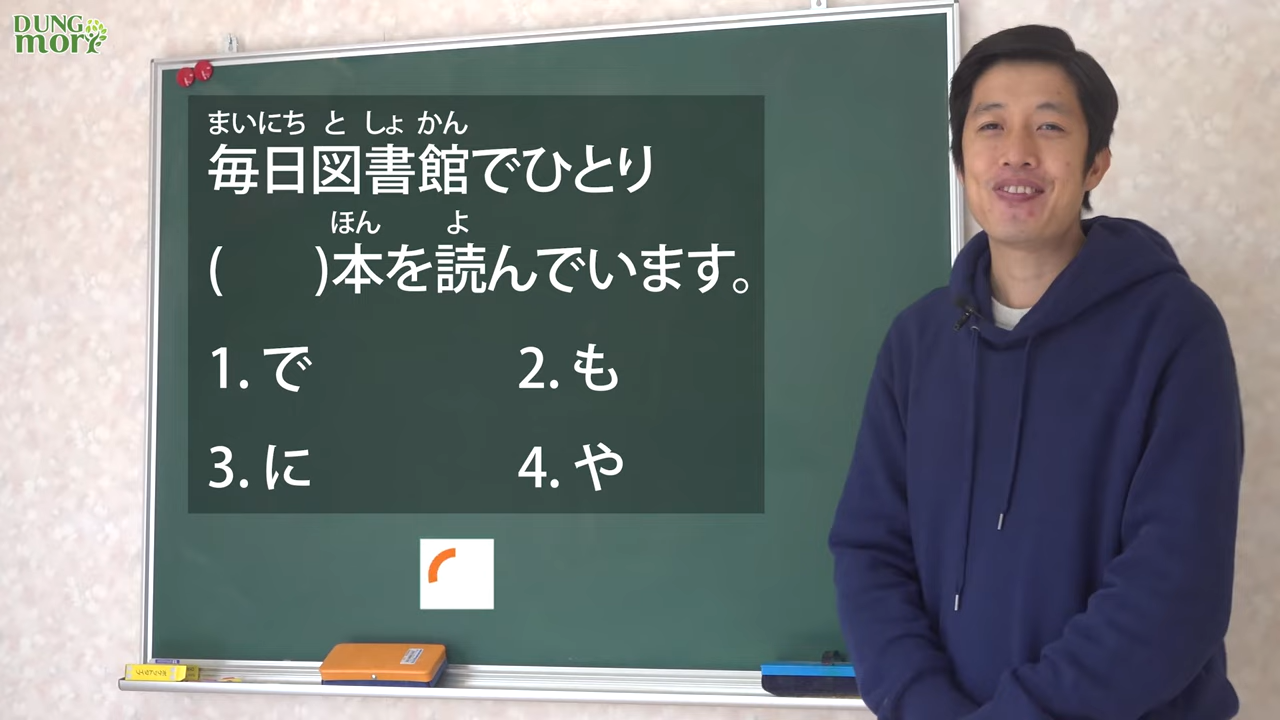 DUNG
mori
まいにち と しょ かん
毎日図書館でひとり
ほん よ
( )本を読んでいます。
1. で 2. も
3. に 4. や